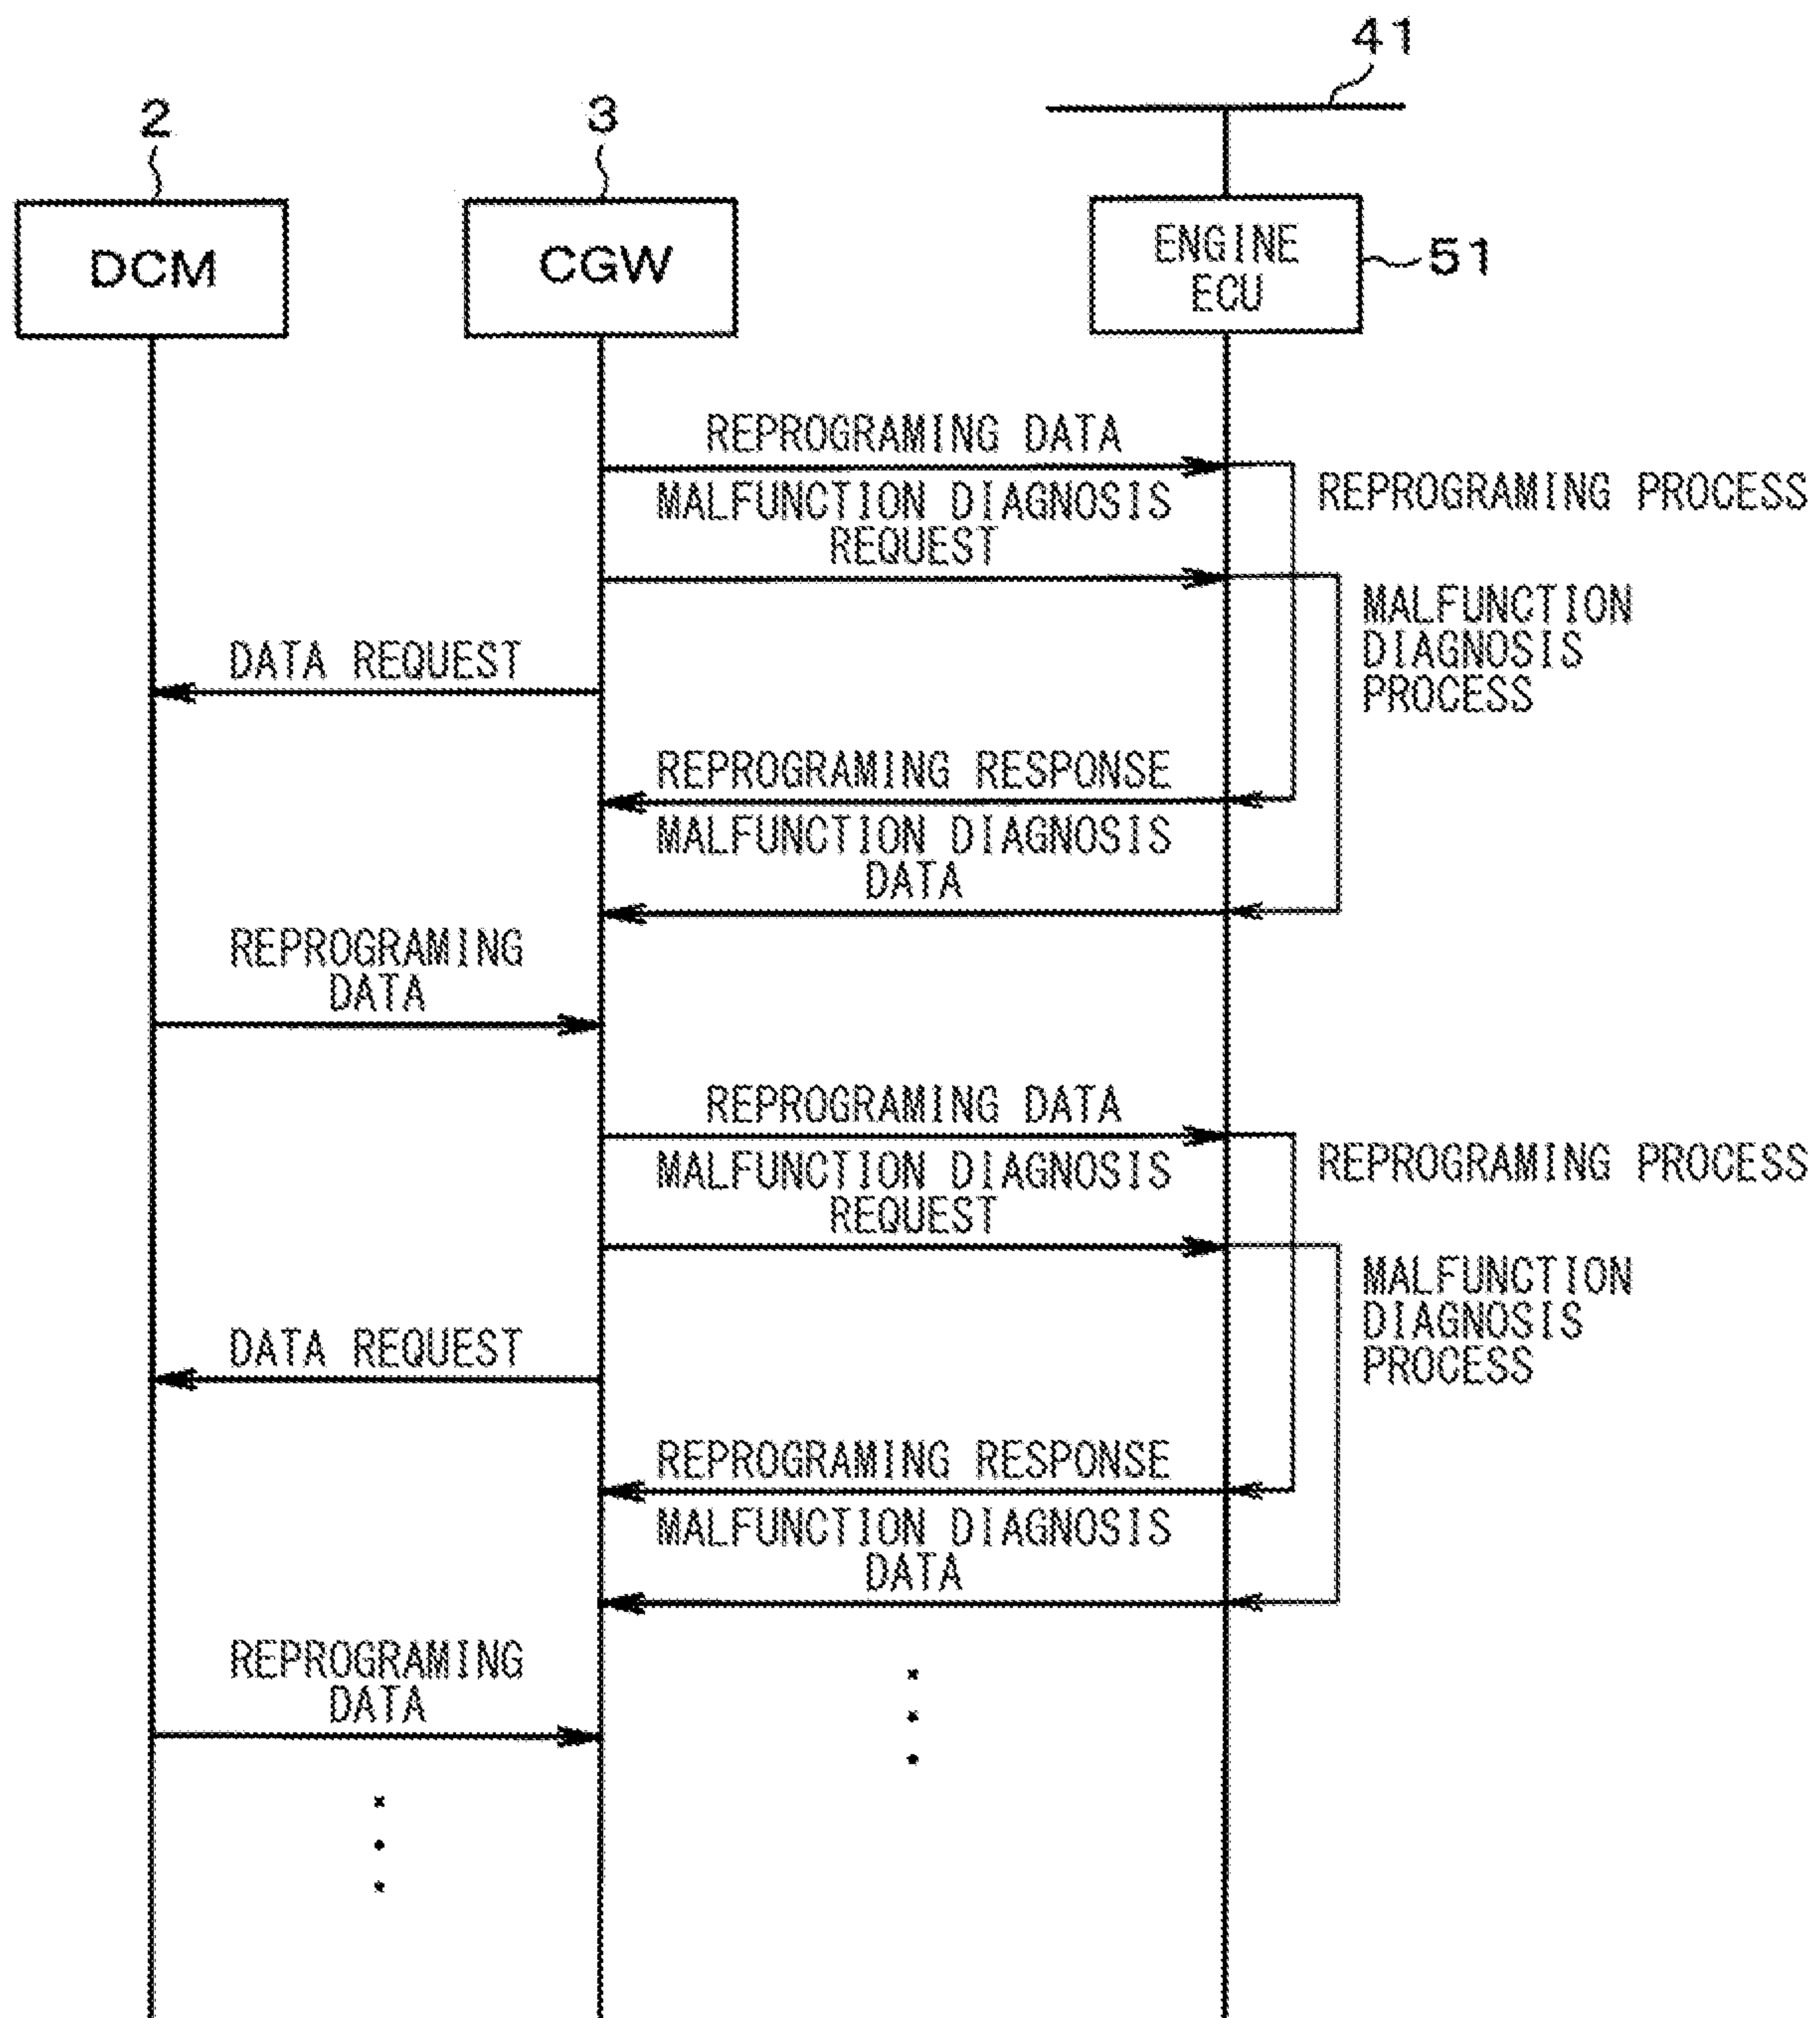 41
2
3
DCM
CGW
ENGINE
ECU
51
REPROGRAMING DATA
REPROGRAMING PROCESS
MALFUNCTION DIAGNOSIS
REQUEST
MALFUNCTION
DIAGNOSIS
PROCESS
DATA REQUEST
REPROGRAMING RESPONSE
MALFUNCTION DIAGNOSIS
DATA
REPROGRAMING
DATA
REPROGRAMING DATA
REPROGRAMING PROCESS
MALFUNCTION DIAGNOSIS
REQUEST
MALFUNCTION
DIAGNOSIS
PROCESS
DATA REQUEST
REPROGRAMING RESPONSE
MALFUNCTION DIAGNOSIS
DATA
REPROGRAMING
DATA